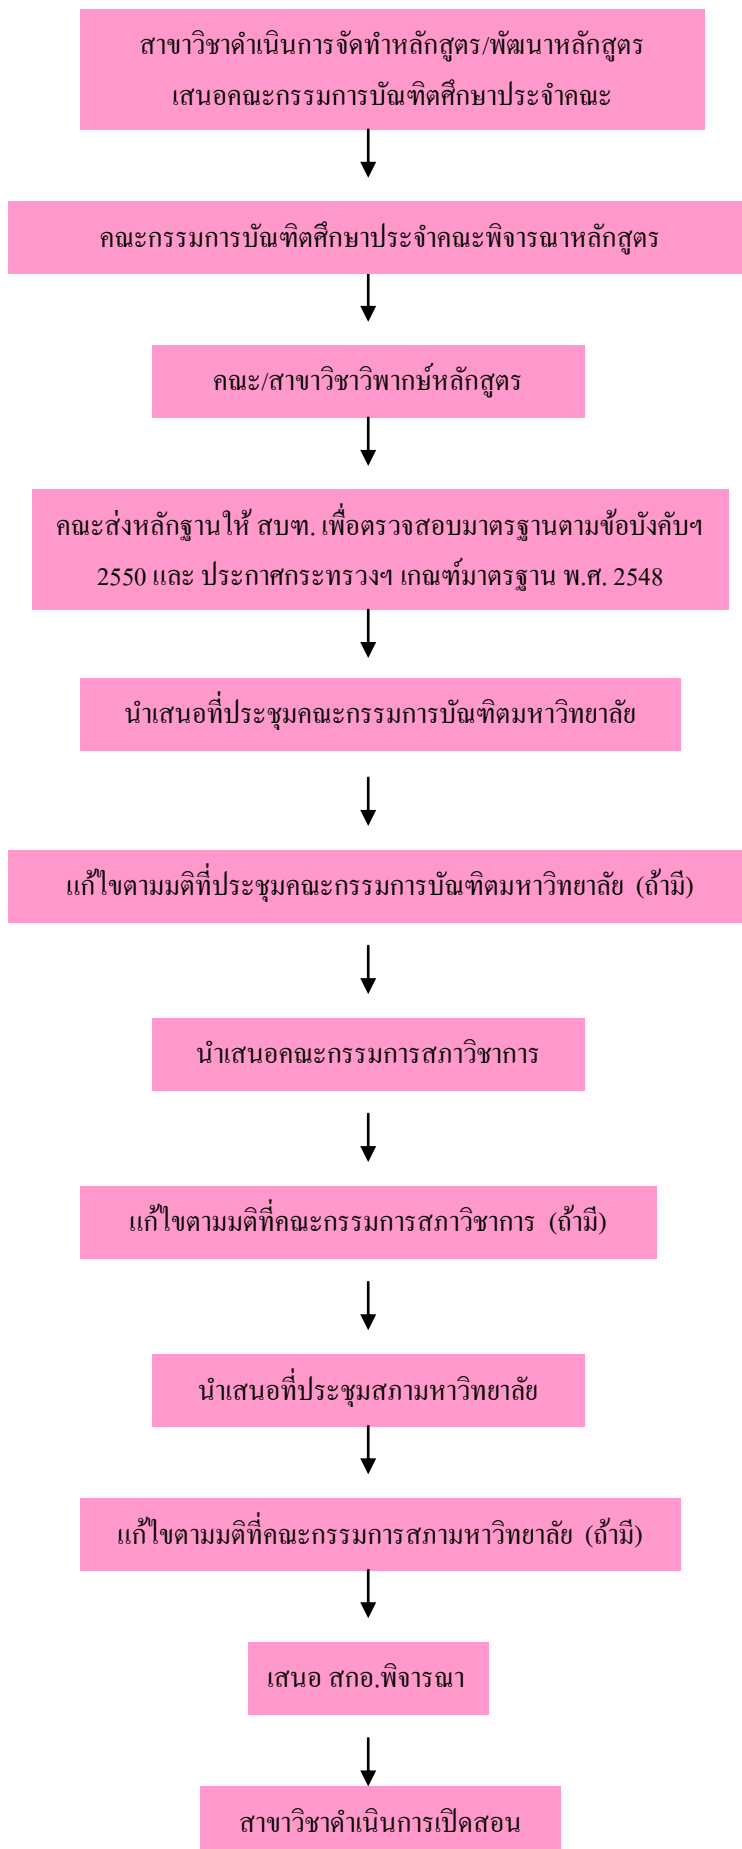 สาขาวิชาดำเนินการจัดทำหลักสูตร/พัฒนาหลักสูตร
เสนอคณะกรรมการบัณฑิตศึกษาประจำคณะ
คณะกรรมการบัณฑิตศึกษาประจำคณะพิจารณาหลักสูตร
คณะ/สาขาวิชาวิพากษ์หลักสูตร
คณะส่งหลักฐานให้ สบฑ. เพื่อตรวจสอบมาตรฐานตามข้อบังคับฯ
2550 และ ประกาศกระทรวงฯ เกณฑ์มาตรฐาน พ.ศ. 2548
นำเสนอที่ประชุมคณะกรรมการบัณฑิตมหาวิทยาลัย
แก้ไขตามมติที่ประชุมคณะกรรมการบัณฑิตมหาวิทยาลัย (ถ้ามี)
นำเสนอคณะกรรมการสภาวิชาการ
แก้ไขตามมติที่คณะกรรมการสภาวิชาการ (ถ้ามี)
นำเสนอที่ประชุมสภามหาวิทยาลัย
แก้ไขตามมติที่คณะกรรมการสภามหาวิทยาลัย (ถ้ามี)
เสนอ สกอ.พิจารณา
สาขาวิชาดำเนินการเปิดสอน